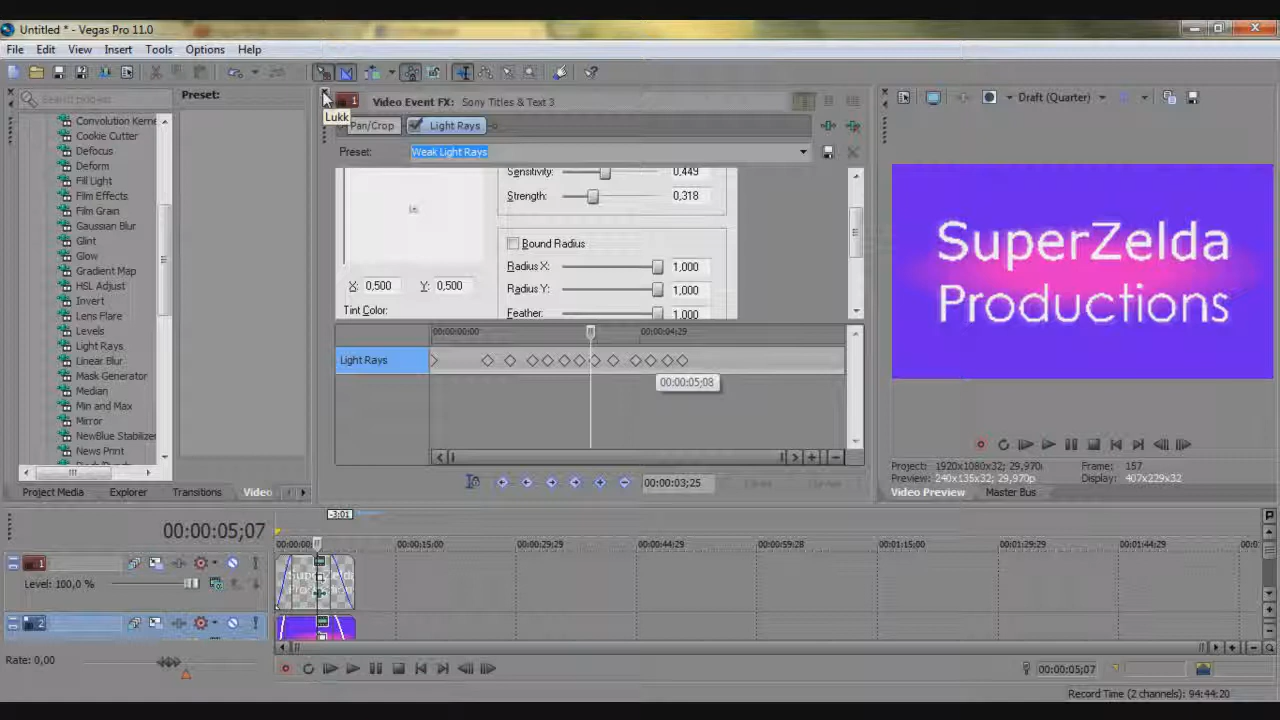 Untitled * - Vegas Pro 11.0
File Edit View Insert Tools Options Help
Search plug-ins
Convolution Kerne
Cookie Cutter
Defocus
Deform
Fill Light
Film Effects
Film Grain
Gaussian Blur
Glint
Glow
Gradient Map
HSL Adjust
Invert
Lens Flare
Levels
Light Rays
Linear Blur
Mask Generator
Median
Min and Max
Mirror
NewBlue Stabilizer
News Print
Project Media Explorer Transitions Video
Preset:
Lukk
1 Video Event FX: Sony Titles & Text 3
Pan/Crop Light Rays
Preset: Weak Light Rays
Sensitivity: 0,449
Strength: 0,318
Bound Radius
Radius X: 1,000
Radius Y: 1,000
Feather: 1,000
X: 0,500 Y: 0,500
Tint Color:
00:00:00;00 00:00:04;29
Light Rays
00:00:05;08
00:00:03;25
Draft (Quarter)
SuperZelda
Productions
Project: 1920x1080x32; 29,970i Frame: 157
Preview: 240x135x32; 29,970p Display: 407x229x32
Video Preview Master Bus
-3:01
00:00:05;07
00:00:15;00 00:00:29;29 00:00:44;29 00:00:59;28 00:01:15;00 00:01:29;29 00:01:44;29
1
Level: 100,0 %
SuperZelda
2
Rate: 0,00
00:00:05;07
Record Time (2 channels): 94:44:20